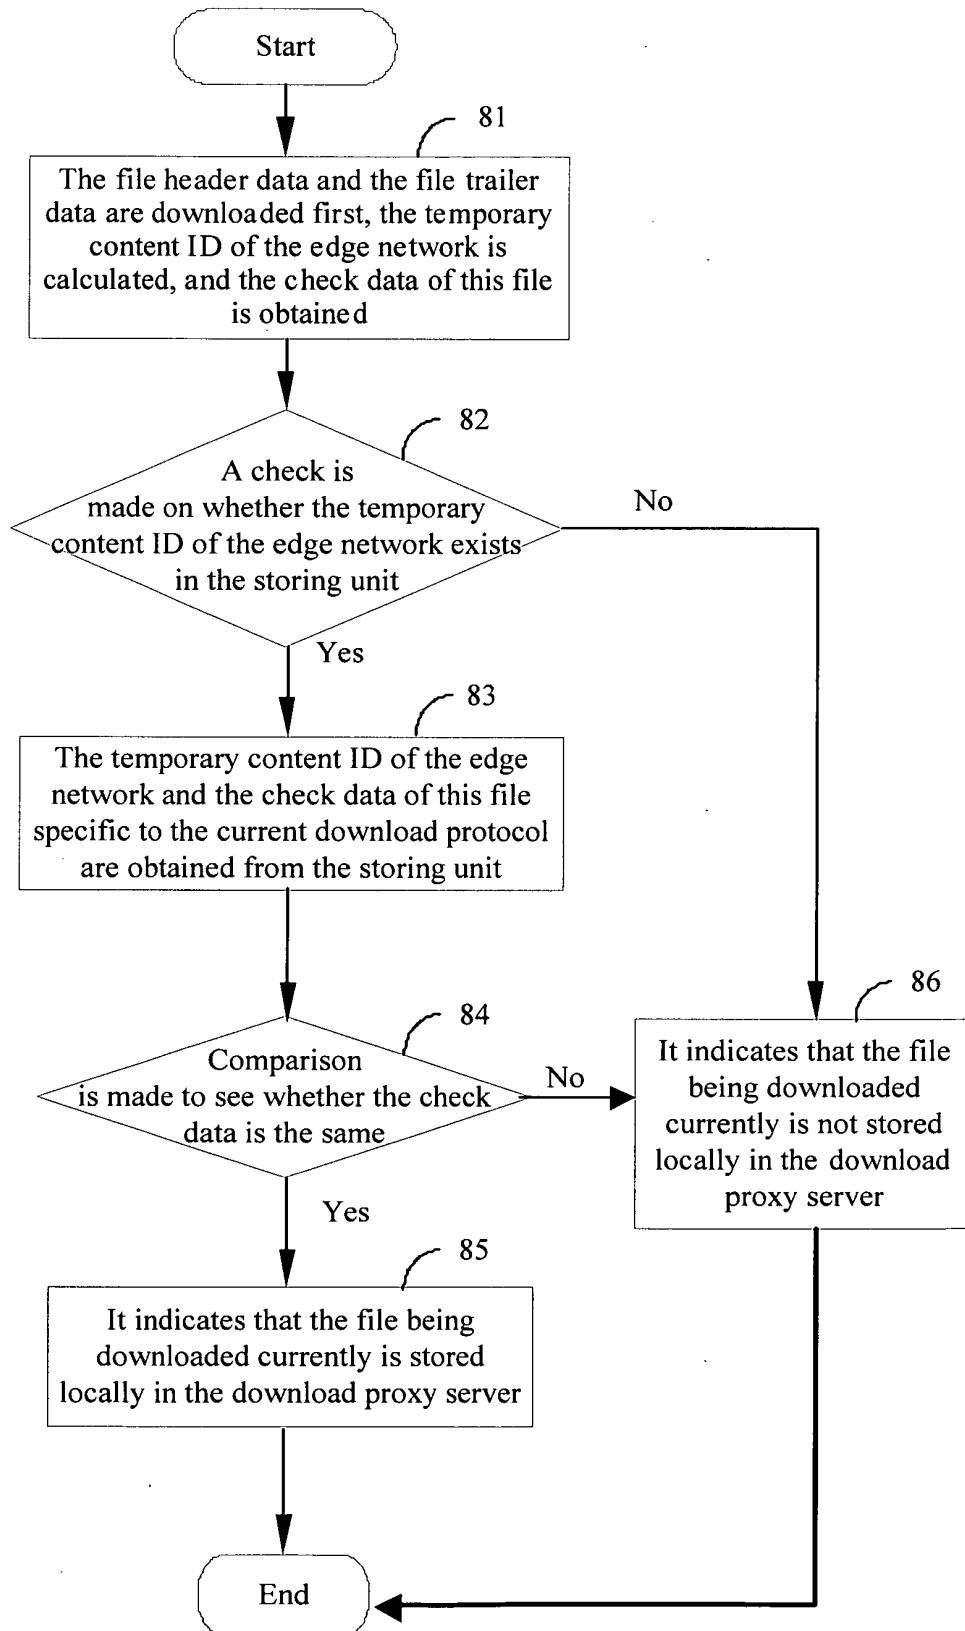 Start
81
The file header data and the file trailer
data are downloaded first, the temporary
content ID of the edge network is
calculated, and the check data of this file
is obtained
82
A check is
made on whether the temporary
content ID of the edge network exists
in the storing unit
No
Yes
83
The temporary content ID of the edge
network and the check data of this file
specific to the current download protocol
are obtained from the storing unit
84
Comparison
is made to see whether the check
data is the same
No
86
It indicates that the file
being downloaded
currently is not stored
locally in the download
proxy server
Yes
85
It indicates that the file being
downloaded currently is stored
locally in the download proxy server
End